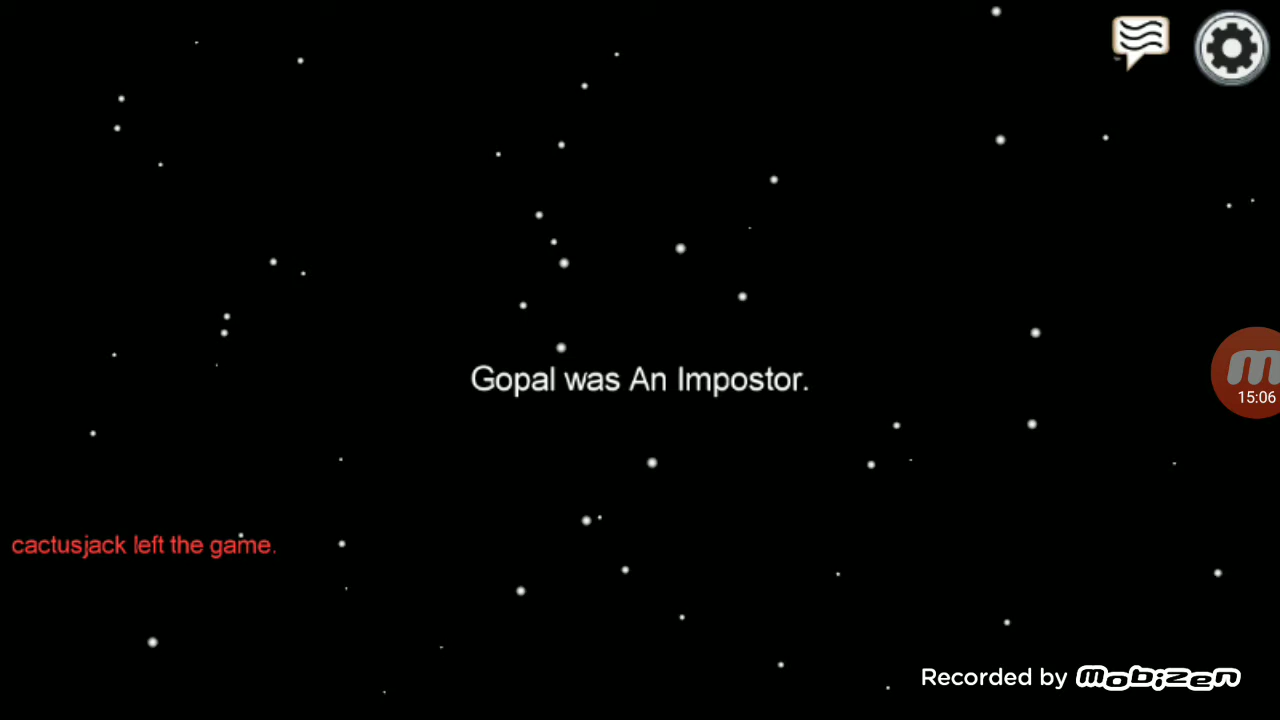 Gopal was An Impostor.
15:06
cactusjack left the game.
Recorded by mobizen